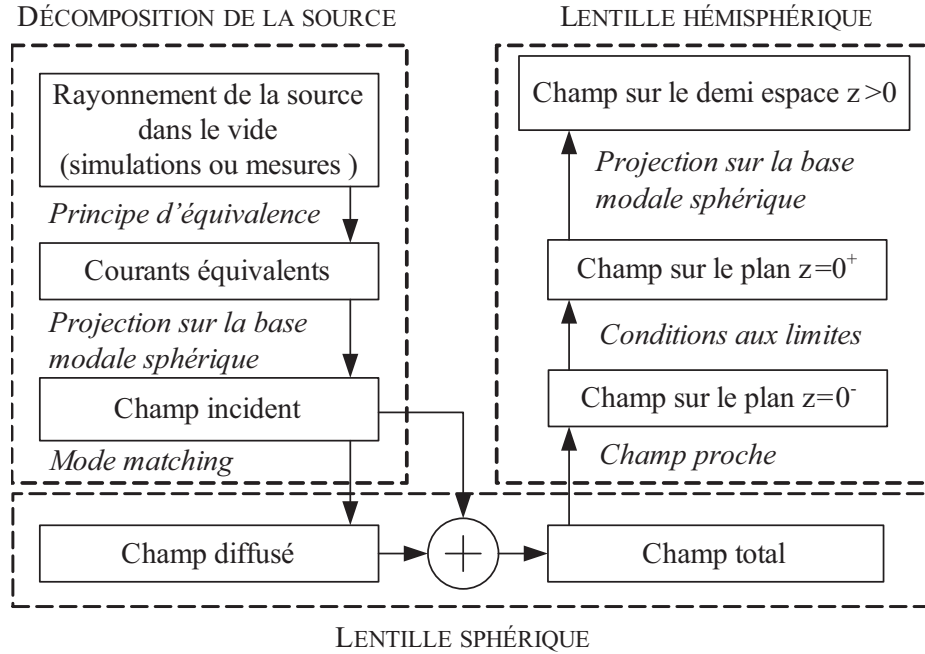 DÉCOMPOSITION DE LA SOURCE
Rayonnement de la source
dans le vide
(simulations ou mesures )
Principe d'équivalence
Courants équivalents
Projection sur la base
modale sphérique
Champ incident
Mode matching
Champ diffusé
+
Champ total
LENTILLE SPHÉRIQUE
LENTILLE HÉMISPHÉRIQUE
Champ sur le demi espace z>0
Projection sur la base
modale sphérique
Champ sur le plan z=0⁺
Conditions aux limites
Champ sur le plan z=0⁻
Champ proche